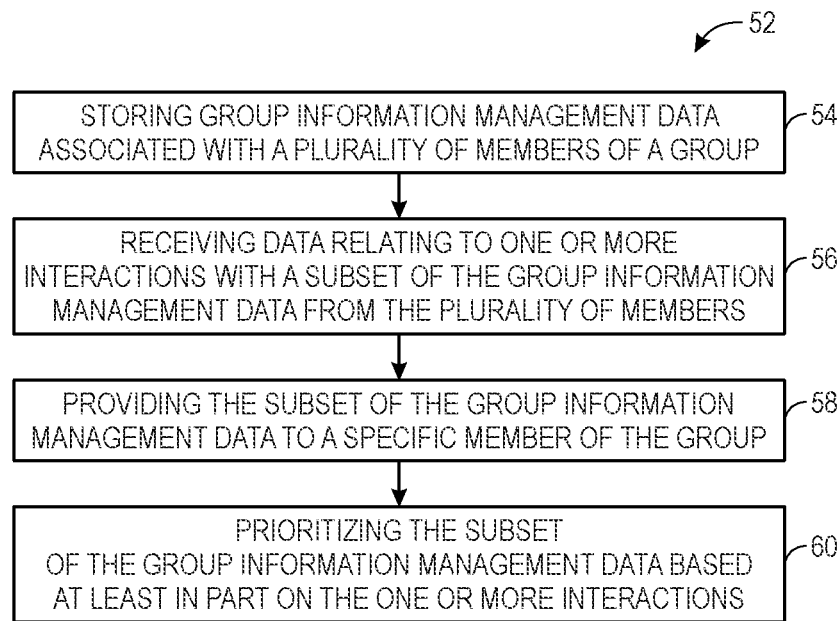 52
STORING GROUP INFORMATION MANAGEMENT DATA
ASSOCIATED WITH A PLURALITY OF MEMBERS OF A GROUP
54
RECEIVING DATA RELATING TO ONE OR MORE
INTERACTIONS WITH A SUBSET OF THE GROUP INFORMATION
MANAGEMENT DATA FROM THE PLURALITY OF MEMBERS
56
PROVIDING THE SUBSET OF THE GROUP INFORMATION
MANAGEMENT DATA TO A SPECIFIC MEMBER OF THE GROUP
58
PRIORITIZING THE SUBSET
OF THE GROUP INFORMATION MANAGEMENT DATA BASED
AT LEAST IN PART ON THE ONE OR MORE INTERACTIONS
60